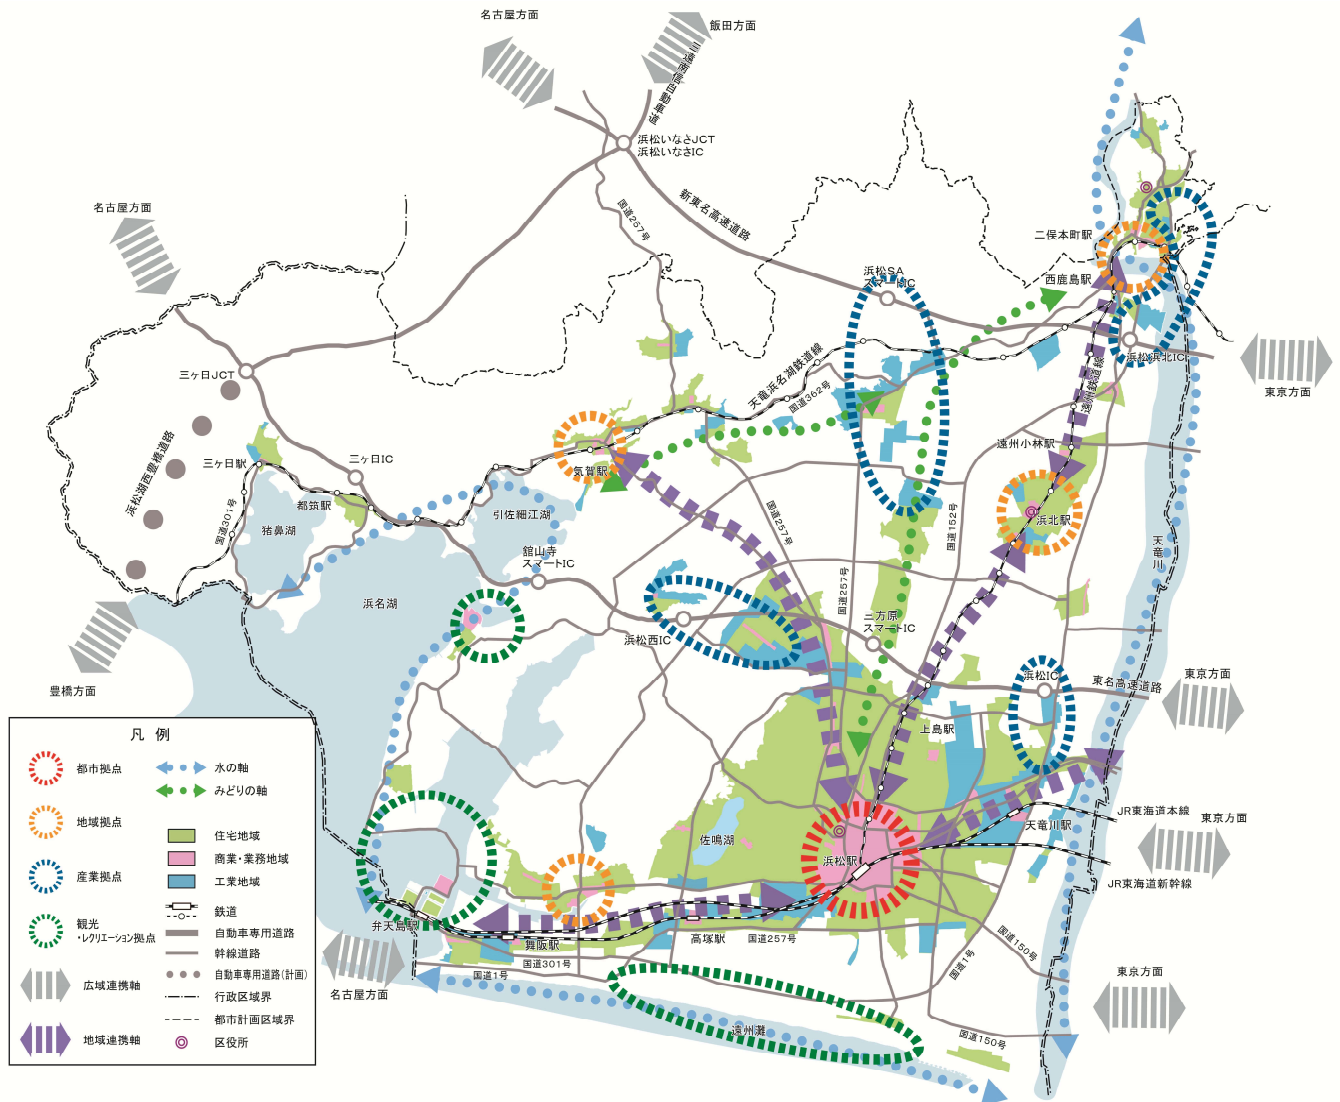 名古屋方面
飯田方面
三遠南信自動車道
浜松いなさJCT
浜松いなさIC
国道257号
新東名高速道路
名古屋方面
二俣本町駅
西鹿島駅
浜松SA
スマートIC
浜松浜北IC
東京方面
三ケ日JCT
天竜浜名湖鉄道線
国道362号
遠州鉄道線
遠州小林駅
浜松湖西豊橋道路
三ヶ日駅
三ヶ日IC
気賀駅
国道301号
都筑駅
猪鼻湖
引佐細江湖
国道257号
国道152号
浜北駅
天竜川
舘山寺
スマートIC
浜名湖
国道257号
浜松西IC
三方原
スマートIC
浜松IC
東名高速道路
東京方面
豊橋方面
上島駅
JR東海道本線
東京方面
天竜川駅
佐鳴湖
浜松駅
JR東海道新幹線
弁天島駅
舞阪駅
高塚駅
国道257号
国道301号
国道1号
国道1号
国道150号
東京方面
名古屋方面
遠州灘
国道150号
凡例
都市拠点
地域拠点
産業拠点
観光
・レクリエーション拠点
広域連携軸
地域連携軸
水の軸
みどりの軸
住宅地域
商業・業務地域
工業地域
鉄道
自動車専用道路
幹線道路
自動車専用道路(計画)
行政区域界
都市計画区域界
区役所